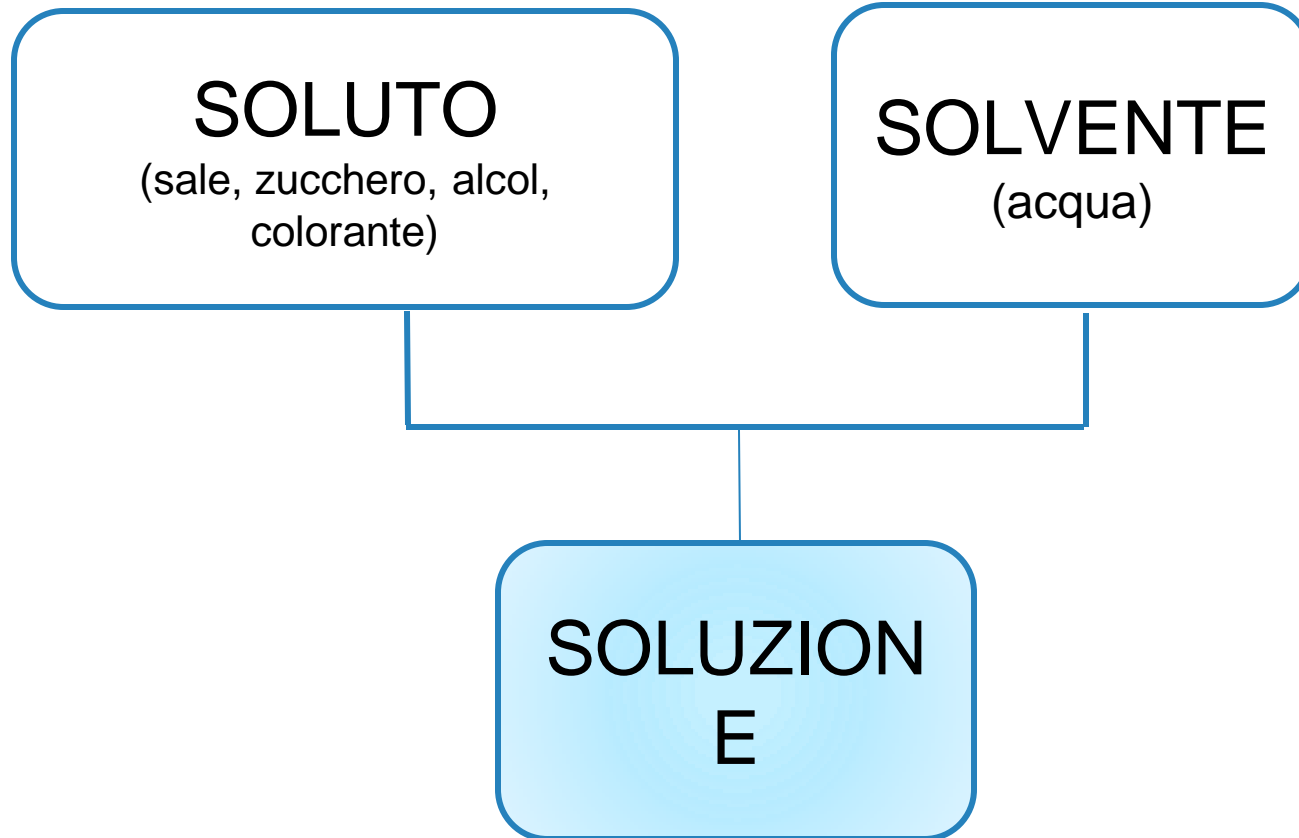 SOLUTO
(sale, zucchero, alcol,
colorante)
SOLVENTE
(acqua)
SOLUZION
E